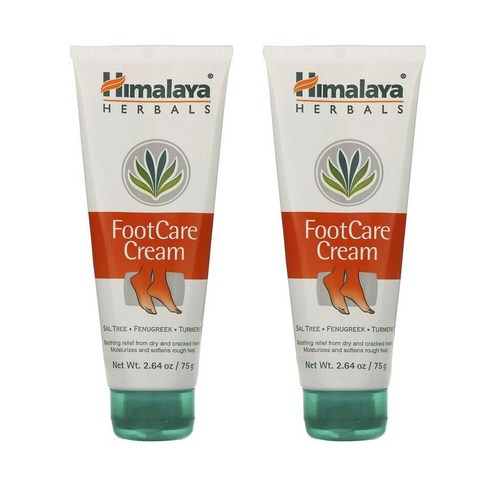 Himalaya®
HERBALS
FootCare
Cream
SAL TREE • FENUGREEK • TURMERIC
Soothing relief from dry and cracked heels.
Moisturizes and softens rough feet.
Net Wt. 2.64 oz / 75 g
Himalaya®
HERBALS
FootCare
Cream
SAL TREE • FENUGREEK • TURMERIC
Soothing relief from dry and cracked heels.
Moisturizes and softens rough feet.
Net Wt. 2.64 oz / 75 g